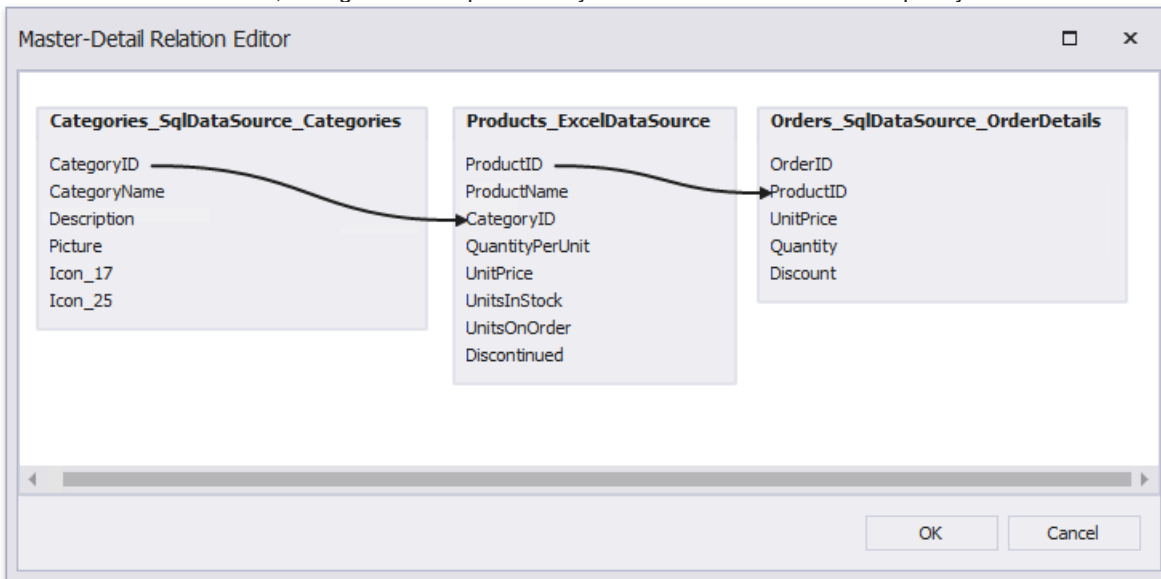 Master-Detail Relation Editor
Categories_SqlDataSource_Categories
CategoryID
CategoryName
Description
Picture
Icon_17
Icon_25
Products_ExcelDataSource
ProductID
ProductName
CategoryID
QuantityPerUnit
UnitPrice
UnitsInStock
UnitsOnOrder
Discontinued
Orders_SqlDataSource_OrderDetails
OrderID
ProductID
UnitPrice
Quantity
Discount
OK
Cancel